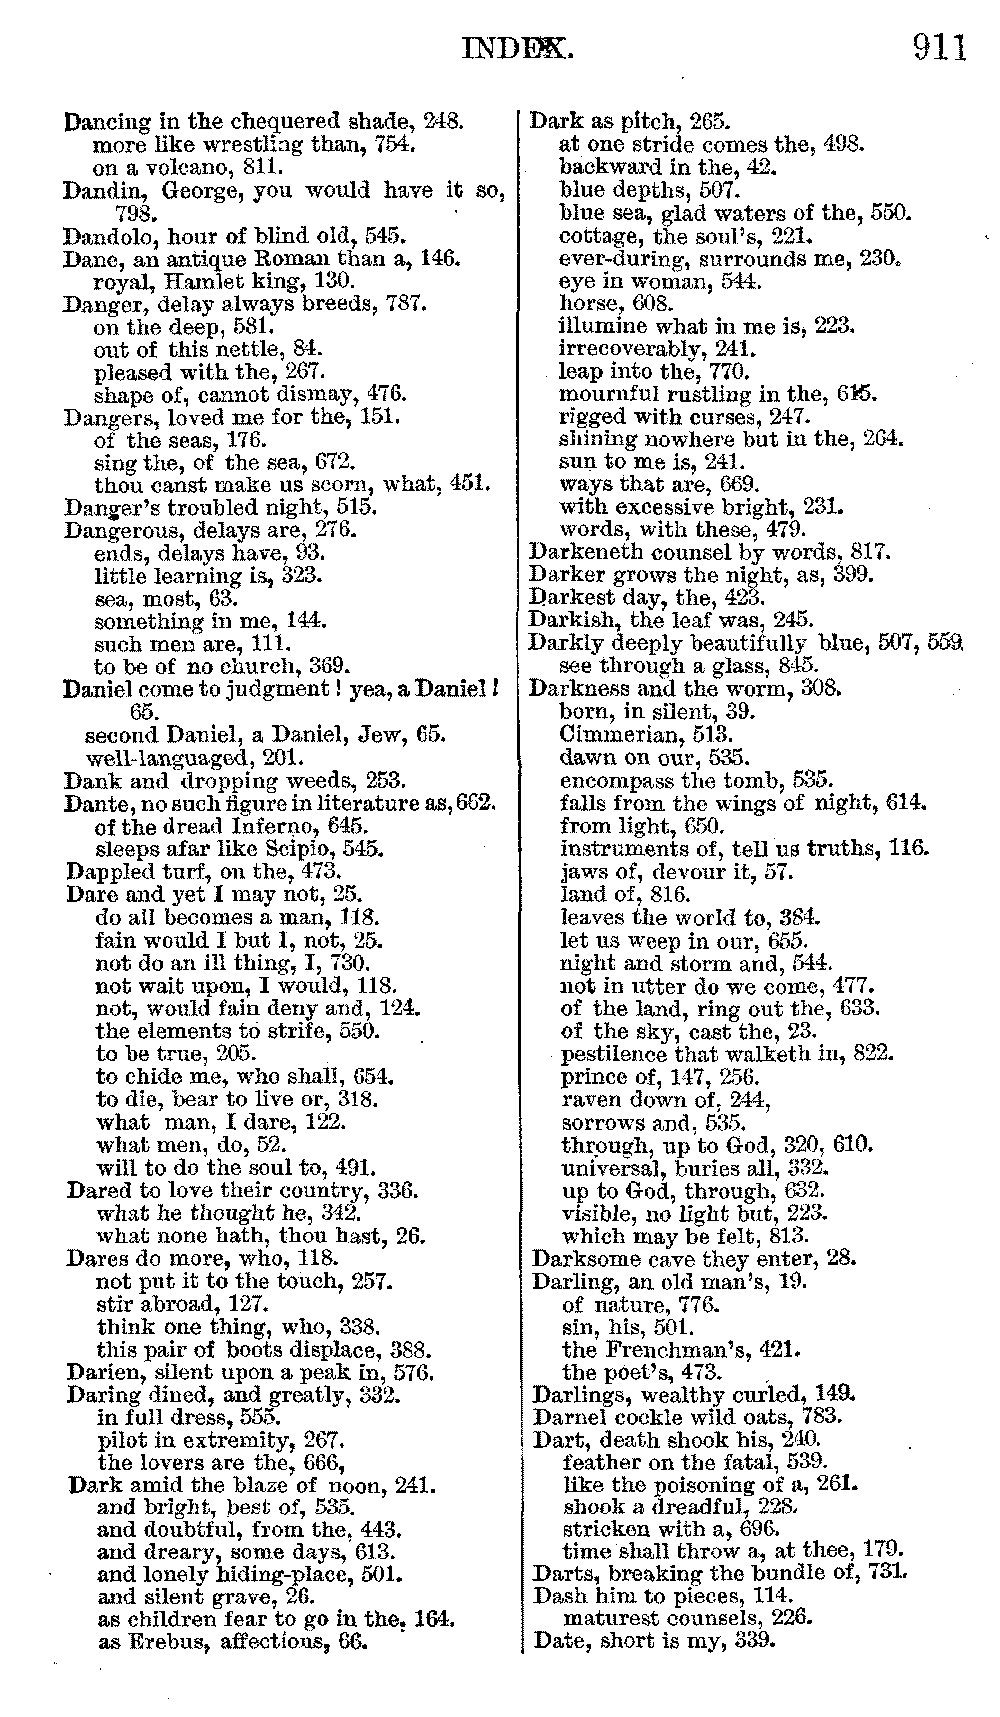 INDEX. 911
Dancing in the chequered shade, 248.
more like wrestling than, 754.
on a volcano, 811.
Dandin, George, you would have it so,
798.
Dandolo, hour of blind old, 545.
Dane, an antique Roman than a, 146.
royal, Hamlet king, 130.
Danger, delay always breeds, 787.
on the deep, 581.
out of this nettle, 84.
pleased with the, 267.
shape of, cannot dismay, 476.
Dangers, loved me for the, 151.
of the seas, 176.
sing the, of the sea, 672.
thou canst make us scorn, what, 451.
Danger's troubled night, 515.
Dangerous, delays are, 276.
ends, delays have, 93.
little learning is, 323.
sea, most, 63.
something in me, 144.
such men are, 111.
to be of no church, 369.
Daniel come to judgment! yea, a Daniel!
65.
second Daniel, a Daniel, Jew, 65.
well-languaged, 201.
Dank and dropping weeds, 253.
Dante, no such figure in literature as, 662.
of the dread Inferno, 645.
sleeps afar like Scipio, 545.
Dappled turf, on the, 473.
Dare and yet I may not, 25.
do all becomes a man, 118.
fain would I but I, not, 25.
not do an ill thing, I, 730.
not wait upon, I would, 118.
not, would fain deny and, 124.
the elements to strife, 550.
to be true, 205.
to chide me, who shall, 654.
to die, bear to live or, 318.
what man, I dare, 122.
what men, do, 52.
will to do the soul to, 491.
Dared to love their country, 336.
what he thought he, 342.
what none hath, thou hast, 26.
Dares do more, who, 118.
not put it to the touch, 257.
stir abroad, 127.
think one thing, who, 338.
this pair of boots displace, 388.
Darien, silent upon a peak in, 576.
Daring dined, and greatly, 332.
in full dress, 555.
pilot in extremity, 267.
the lovers are the, 666,
Dark amid the blaze of noon, 241.
and bright, best of, 535.
and doubtful, from the, 443.
and dreary, some days, 613.
and lonely hiding-place, 501.
and silent grave, 26.
as children fear to go in the, 164.
as Erebus, affections, 66.
Dark as pitch, 265.
at one stride comes the, 498.
backward in the, 42.
blue depths, 507.
blue sea, glad waters of the, 550.
cottage, the soul's, 221.
ever-during, surrounds me, 230.
eye in woman, 544.
horse, 608.
illumine what in me is, 223.
irrecoverably, 241.
leap into the, 770.
mournful rustling in the, 615.
rigged with curses, 247.
shining nowhere but in the, 264.
sun to me is, 241.
ways that are, 669.
with excessive bright, 231.
words, with these, 479.
Darkeneth counsel by words, 817.
Darker grows the night, as, 399.
Darkest day, the, 423.
Darkish, the leaf was, 245.
Darkly deeply beautifully blue, 507, 559.
see through a glass, 845.
Darkness and the worm, 308.
born, in silent, 39.
Cimmerian, 513.
dawn on our, 535.
encompass the tomb, 535.
falls from the wings of night, 614.
from light, 650.
instruments of, tell us truths, 116.
jaws of, devour it, 57.
land of, 816.
leaves the world to, 384.
let us weep in our, 655.
night and storm and, 544.
not in utter do we come, 477.
of the land, ring out the, 633.
of the sky, cast the, 23.
pestilence that walketh in, 822.
prince of, 147, 256.
raven down of, 244,
sorrows and, 535.
through, up to God, 320, 610.
universal, buries all, 332.
up to God, through, 632.
visible, no light but, 223.
which may be felt, 813.
Darksome cave they enter, 28.
Darling, an old man's, 19.
of nature, 776.
sin, his, 501.
the Frenchman's, 421.
the poet's, 473.
Darlings, wealthy curled, 149.
Darnel cockle wild oats, 783.
Dart, death shook his, 240.
feather on the fatal, 539.
like the poisoning of a, 261.
shook a dreadful, 228.
stricken with a, 696.
time shall throw a, at thee, 179.
Darts, breaking the bundle of, 731.
Dash him to pieces, 114.
maturest counsels, 226.
Date, short is my, 339.